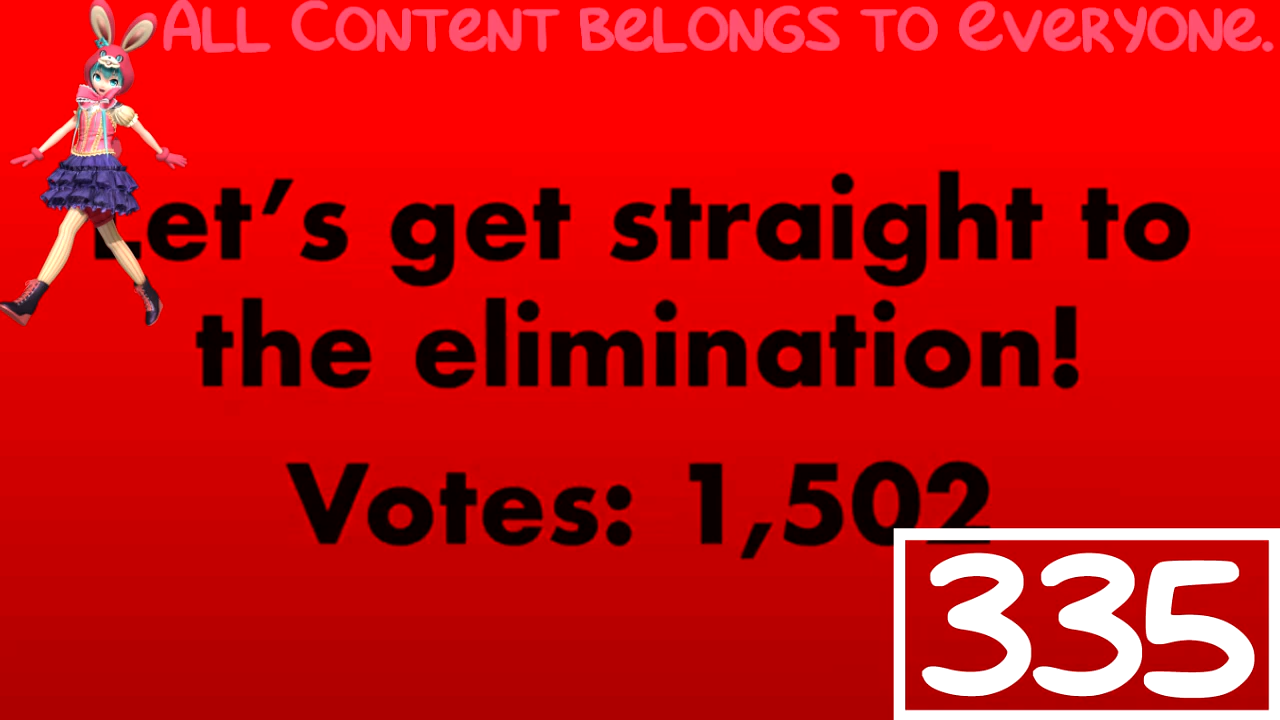 ALL CONTENT BELONGS TO EVERYONE.
Let's get straight to
the elimination!
Votes: 1,502
335